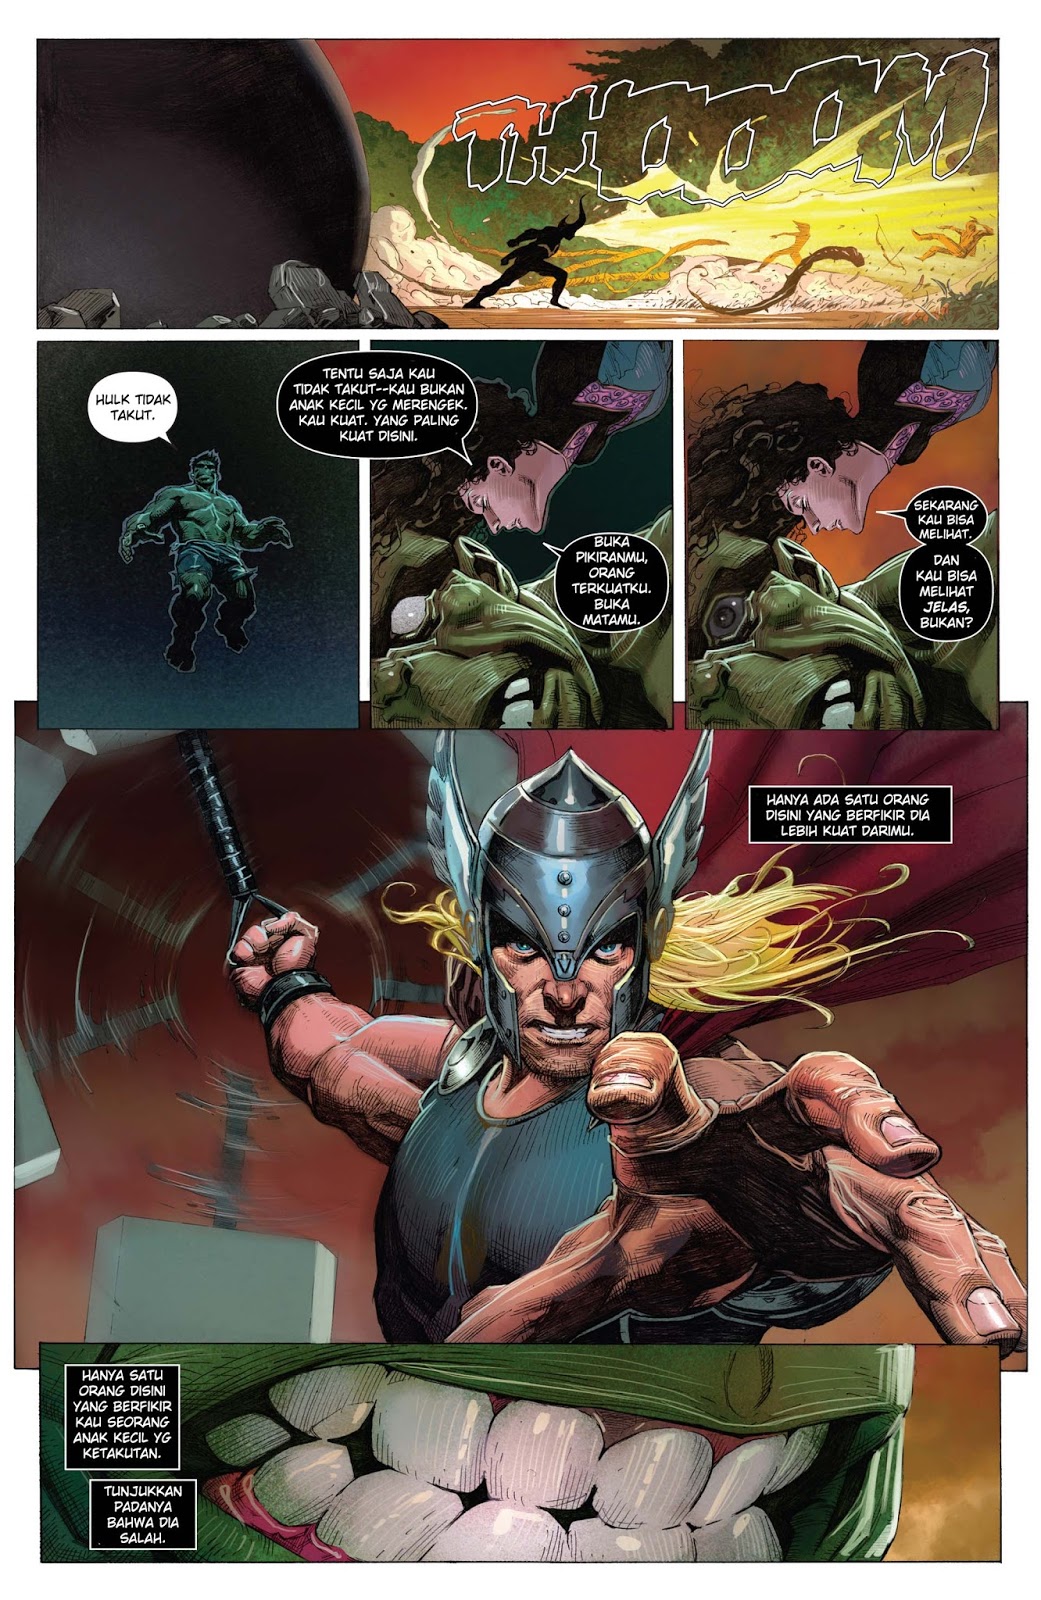 THHOOOOM
HULK TIDAK
TAKUT.
TENTU SAJA KAU
TIDAK TAKUT--KAU BUKAN
ANAK KECIL YG MERENGEK.
KAU KUAT. YANG PALING
KUAT DISINI.
BUKA
PIKIRANMU,
ORANG
TERKUATKU.
BUKA
MATAMU.
SEKARANG
KAU BISA
MELIHAT.
DAN
KAU BISA
MELIHAT
JELAS,
BUKAN?
HANYA ADA SATU ORANG
DISINI YANG BERFIKIR DIA
LEBIH KUAT DARIMU.
HANYA SATU
ORANG DISINI
YANG BERFIKIR
KAU SEORANG
ANAK KECIL YG
KETAKUTAN.
TUNJUKKAN
PADANYA
BAHWA DIA
SALAH.